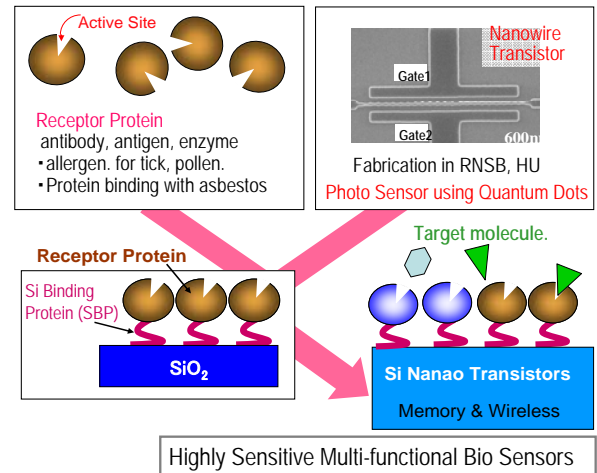 Active Site
Receptor Protein
antibody, antigen, enzyme
・allergen. for tick, pollen.
・Protein binding with asbestos
Nanowire
Transistor
Gate1
Gate2
600n
Fabrication in RNSB, HU
Photo Sensor using Quantum Dots
Receptor Protein
Si Binding
Protein (SBP)
SiO₂
Target molecule.
Si Nanao Transistors
Memory & Wireless
Highly Sensitive Multi-functional Bio Sensors